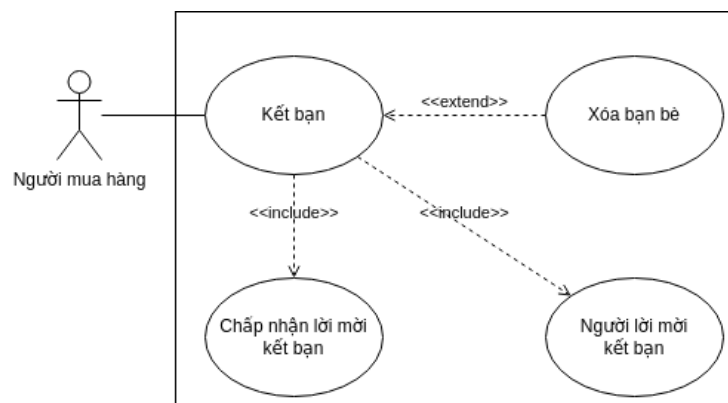 Kết bạn
<<extend>>
Xóa bạn bè
Người mua hàng
<<include>>
<<include>>
Chấp nhận lời mời
kết bạn
Người lời mời
kết bạn